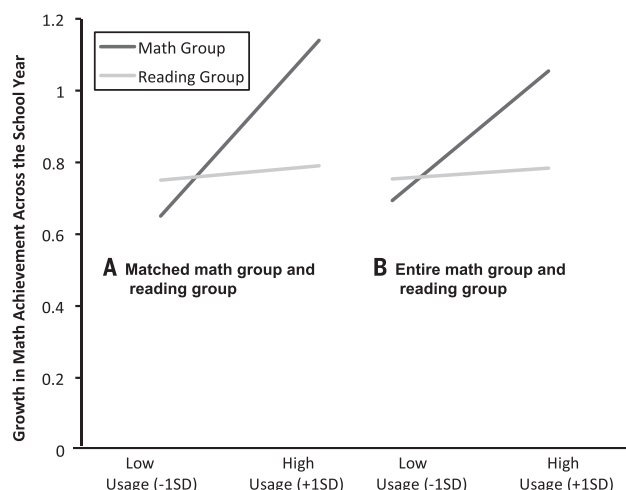 Growth in Math Achievement Across the School Year
1.2
1
0.8
0.6
0.4
0.2
0
Math Group
Reading Group
A Matched math group and
reading group
B Entire math group and
reading group
Low
Usage (-1SD)
High
Usage (+1SD)
Low
Usage (-1SD)
High
Usage (+1SD)